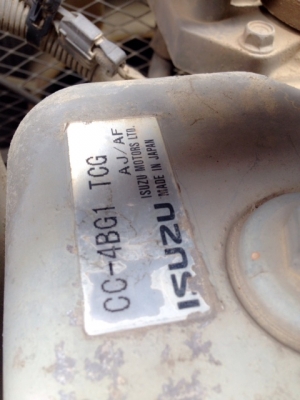 CC-4BG1 TCG
AJ/AF
ISUZU MOTORS LTD.
MADE IN JAPAN
ISUZU